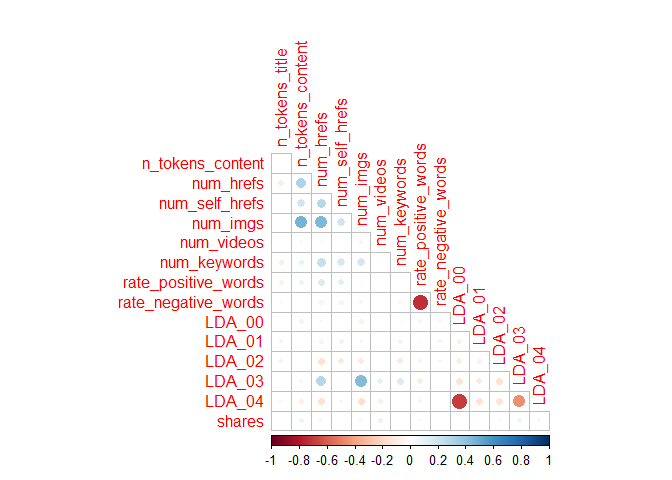 n_tokens_title
n_tokens_content
num_hrefs
num_self_hrefs
num_imgs
num_videos
num_keywords
rate_positive_words
rate_negative_words
LDA_00
LDA_01
LDA_02
LDA_03
LDA_04
n_tokens_content
num_hrefs
num_self_hrefs
num_imgs
num_videos
num_keywords
rate_positive_words
rate_negative_words
LDA_00
LDA_01
LDA_02
LDA_03
LDA_04
shares
-1 -0.8 -0.6 -0.4 -0.2 0 0.2 0.4 0.6 0.8 1